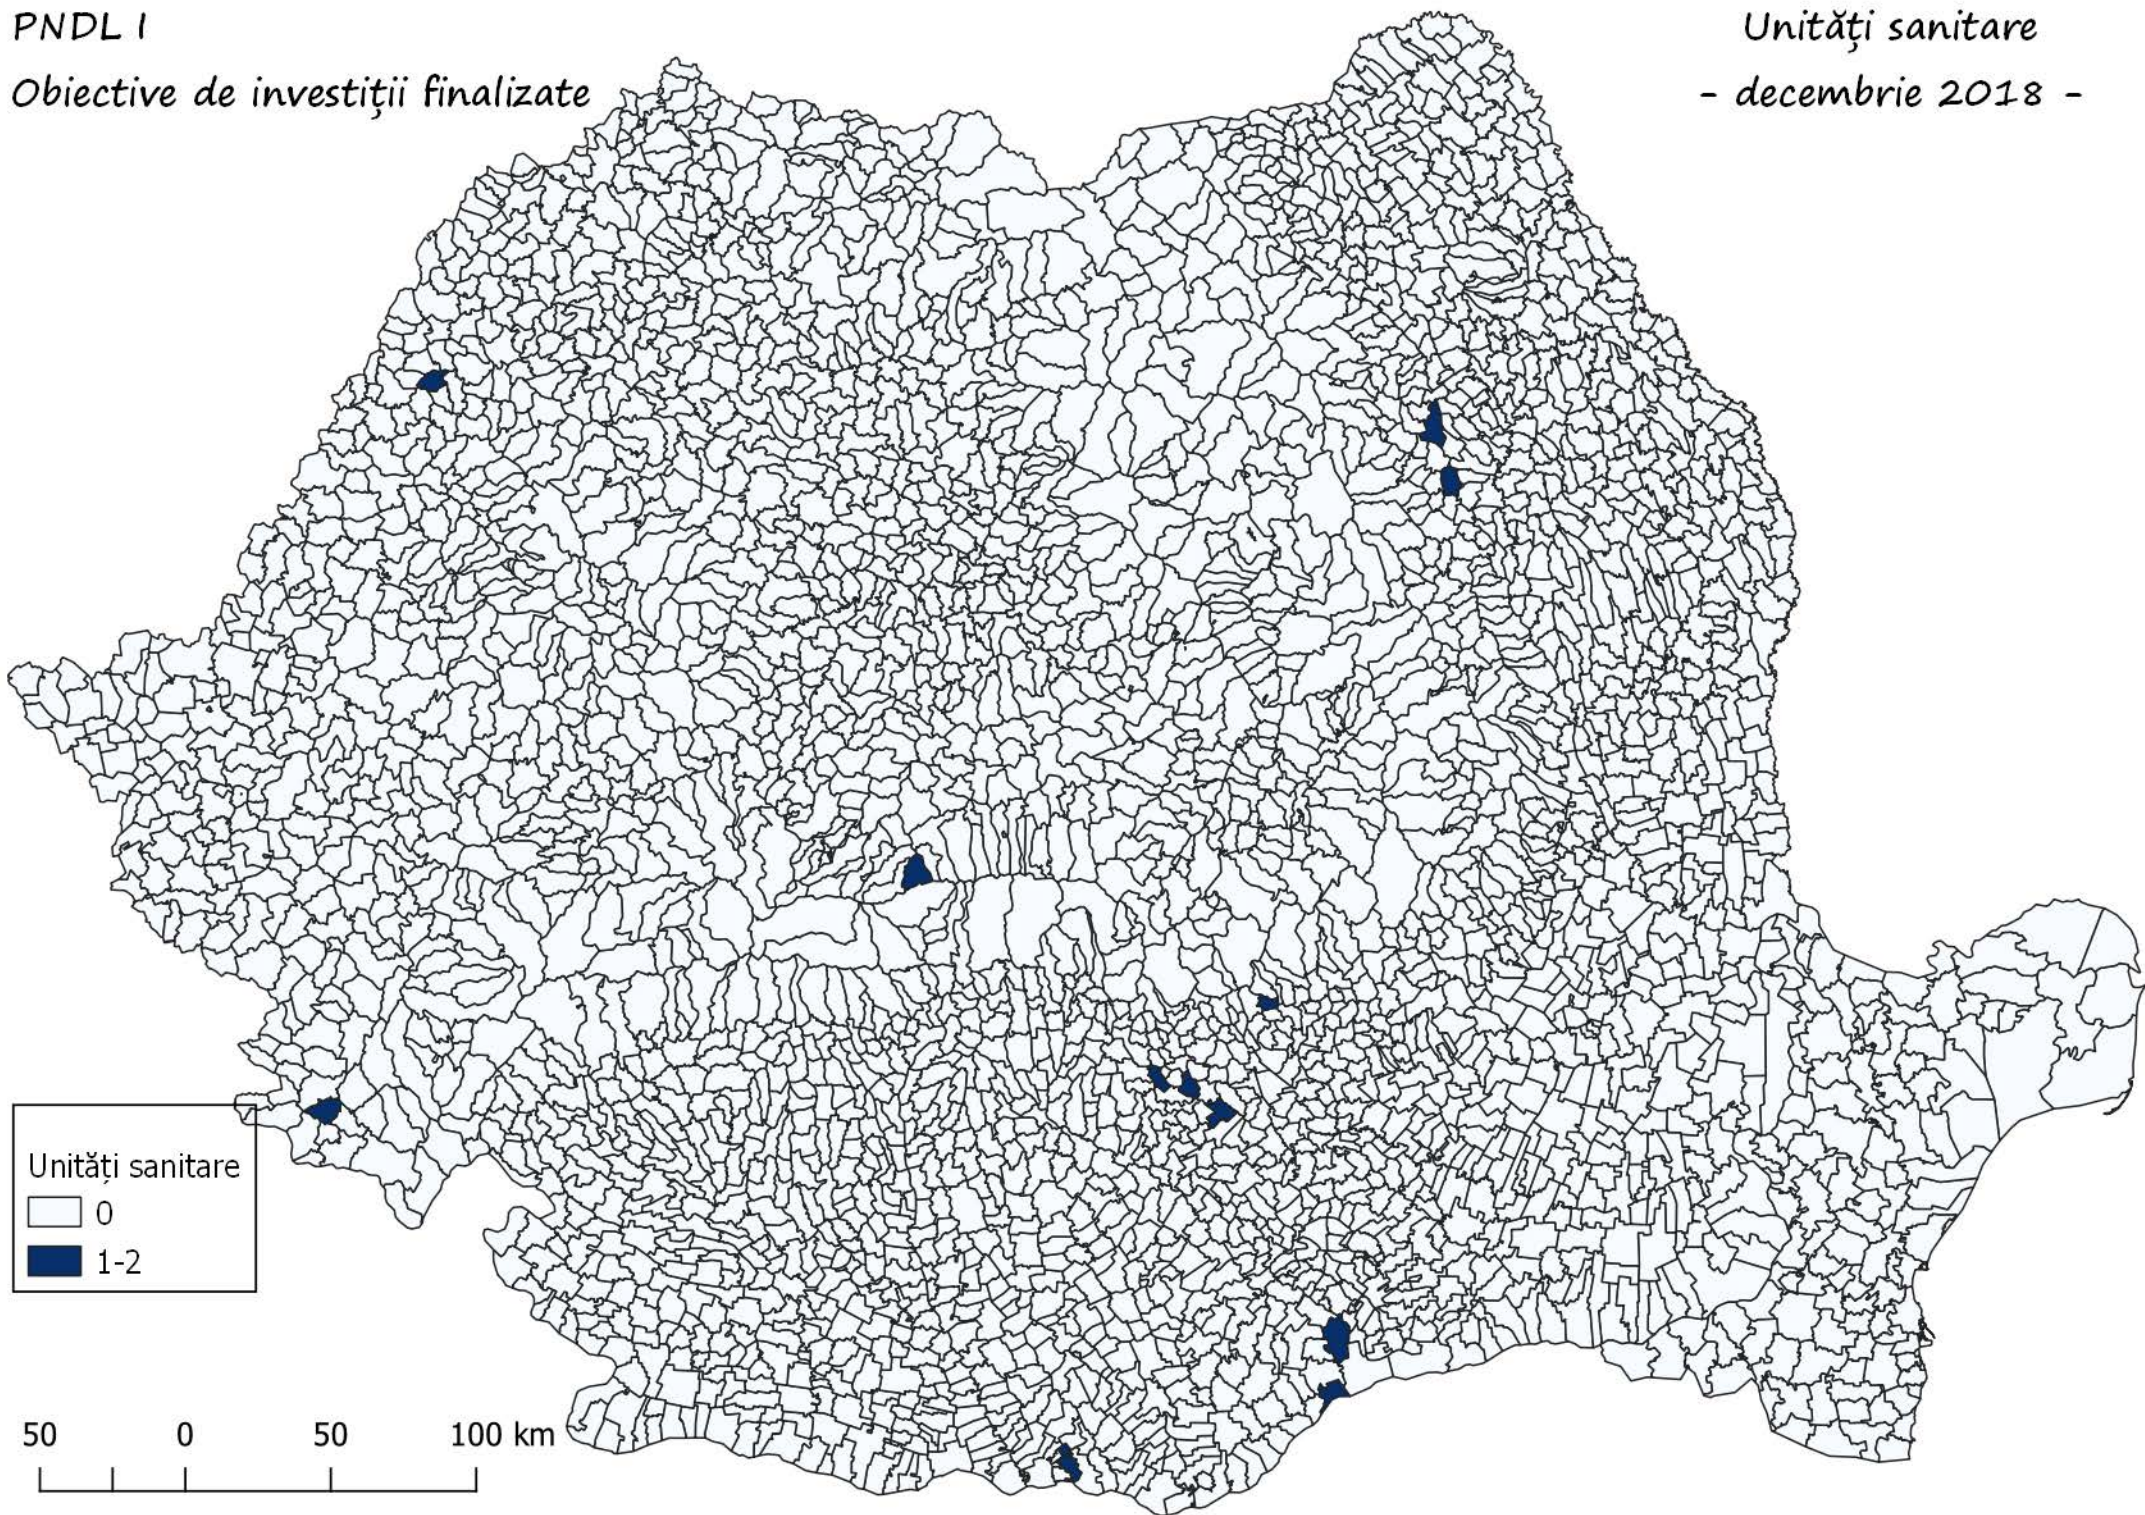 PNDL I
Obiective de investiții finalizate
Unități sanitare
- decembrie 2018 -
Unități sanitare
0
1-2
50 0 50 100 km